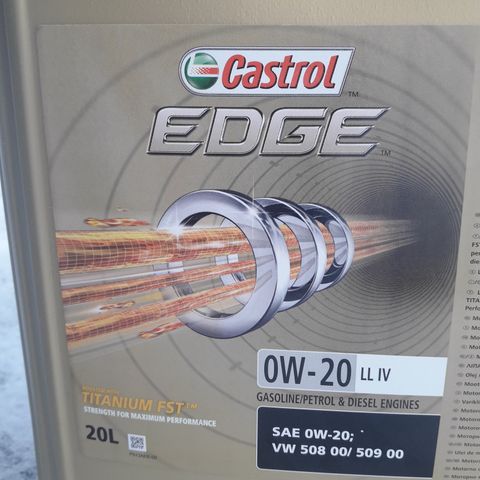 Castrol
TM
EDGE
TM
0W-20 LL IV
GASOLINE/PETROL & DIESEL ENGINES
TITANIUM FST™
STRENGTH FOR MAXIMUM PERFORMANCE
20L
SAE 0W-20;
VW 508 00/ 509 00